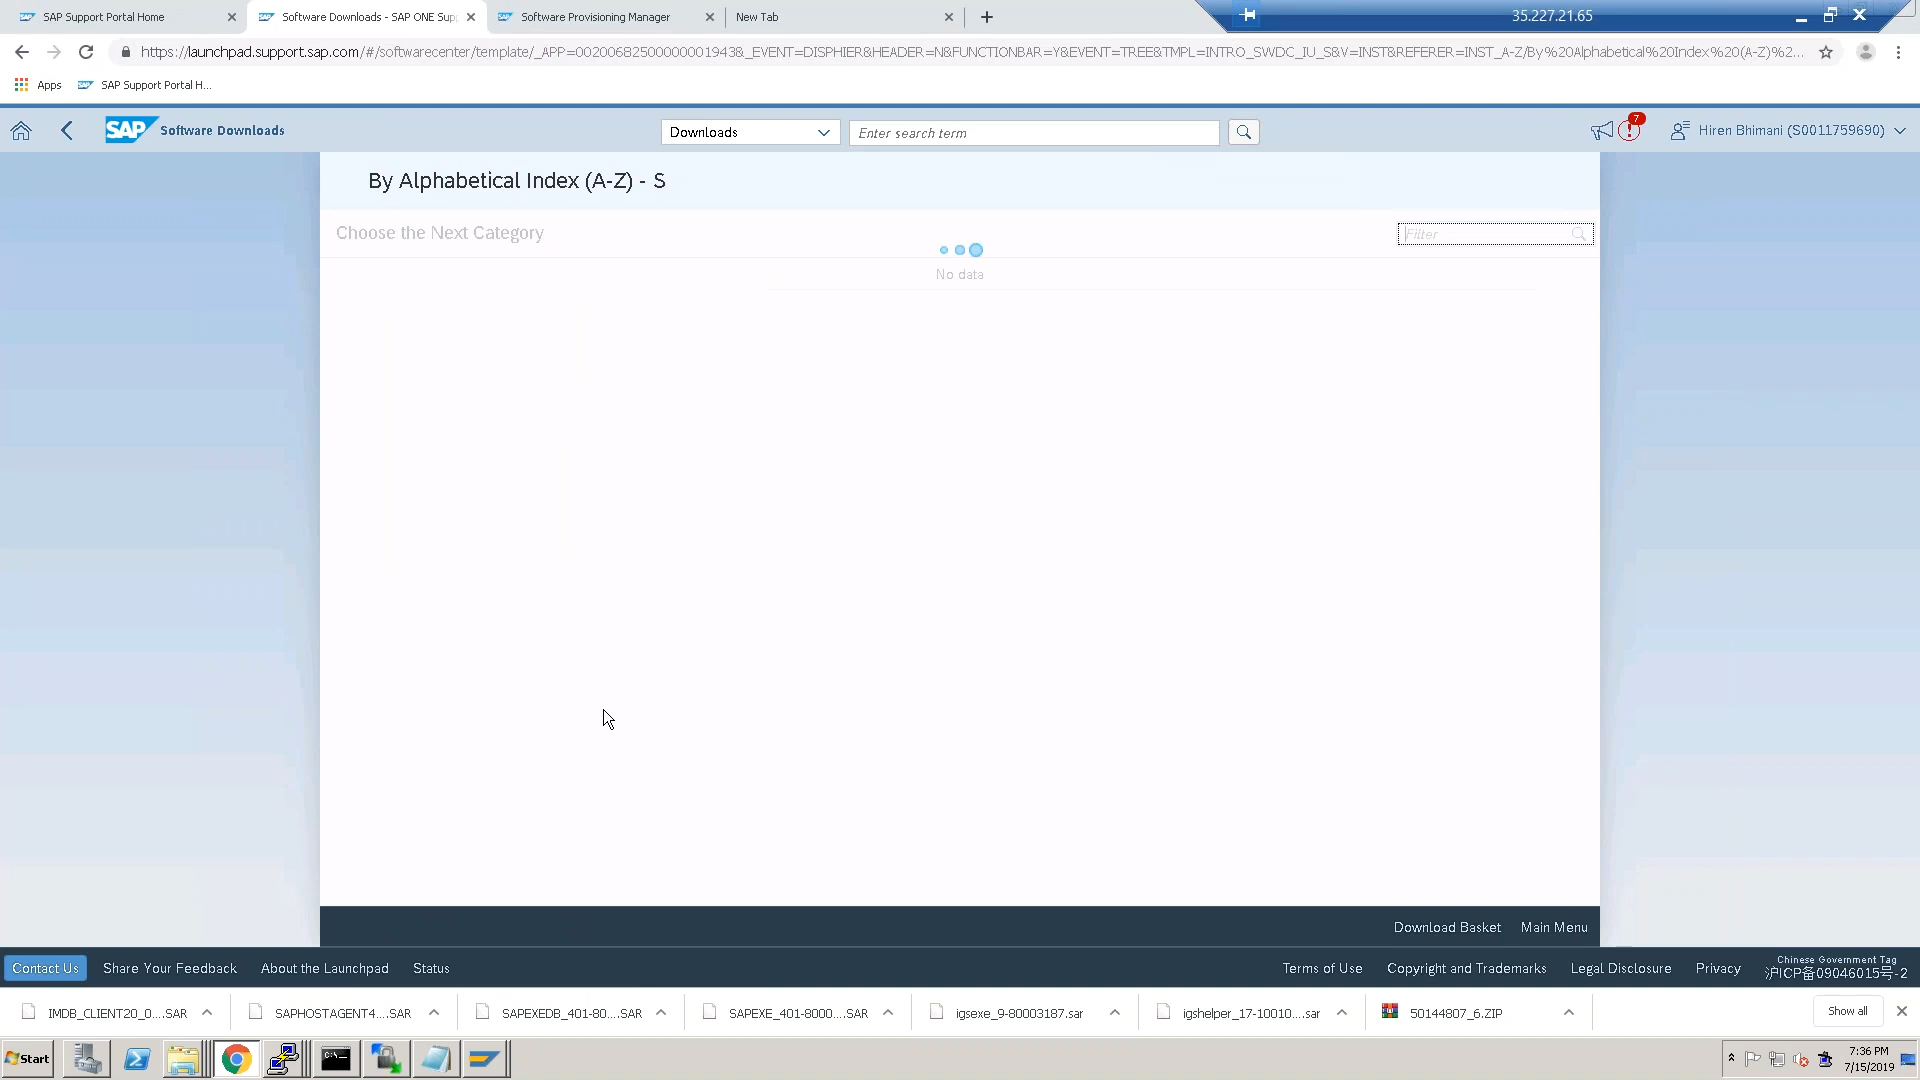 SAP Support Portal Home
Software Downloads - SAP ONE Sup
Software Provisioning Manager
New Tab
35.227.21.65
https://launchpad.support.sap.com/#/softwarecenter/template/_APP=00200682500000001943&_EVENT=DISPHIER&HEADER=N&FUNCTIONBAR=Y&EVENT=TREE&TMPL=INTRO_SWDC_IU_S&V=INST&REFERER=INST_A-Z/By%20Alphabetical%20Index%20(A-Z)%2...
Apps
SAP Support Portal H...
SAP Software Downloads
Downloads
Enter search term
7
Hiren Bhimani (S0011759690)
By Alphabetical Index (A-Z) - S
Choose the Next Category
Filter
No data
Download Basket Main Menu
Contact Us Share Your Feedback About the Launchpad Status
Terms of Use Copyright and Trademarks Legal Disclosure Privacy
Chinese Government Tag
沪ICP备09046015号-2
IMDB_CLIENT20_0....SAR
SAPHOSTAGENT4....SAR
SAPEXEDB_401-80....SAR
SAPEXE_401-8000....SAR
igsexe_9-80003187.sar
igshelper_17-10010....sar
50144807_6.ZIP
Show all
Start
C:\_
7:36 PM
7/15/2019